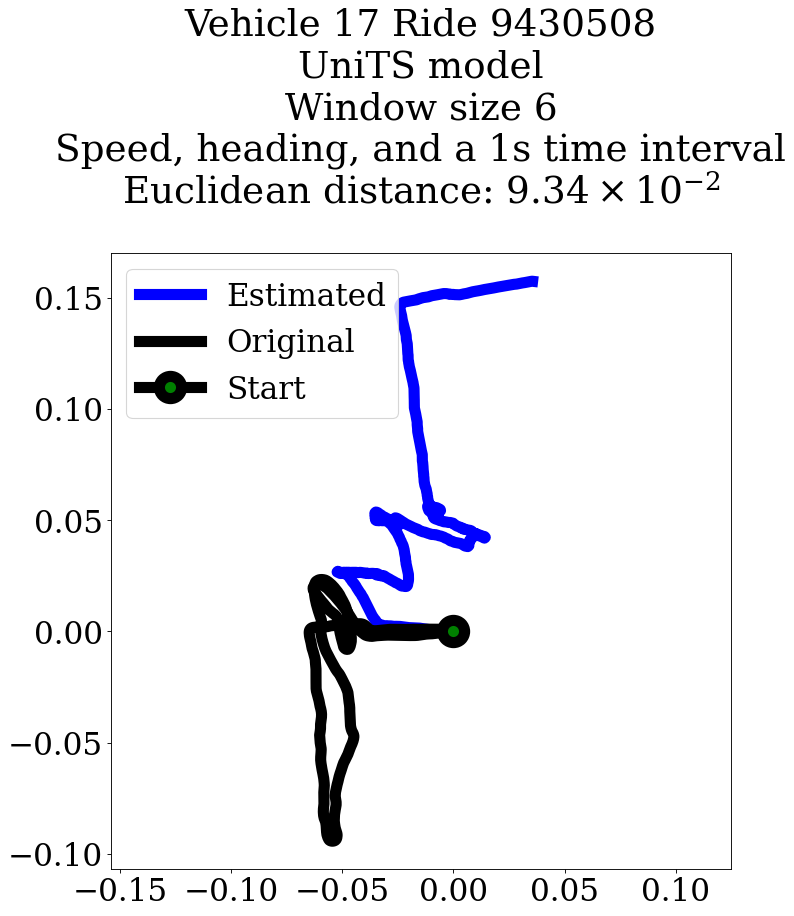 Vehicle 17 Ride 9430508
UniTS model
Window size 6
Speed, heading, and a 1s time interval
Euclidean distance: 9.34 × 10⁻²
Estimated
Original
Start
0.15
0.10
0.05
0.00
−0.05
−0.10
−0.15 −0.10 −0.05 0.00 0.05 0.10